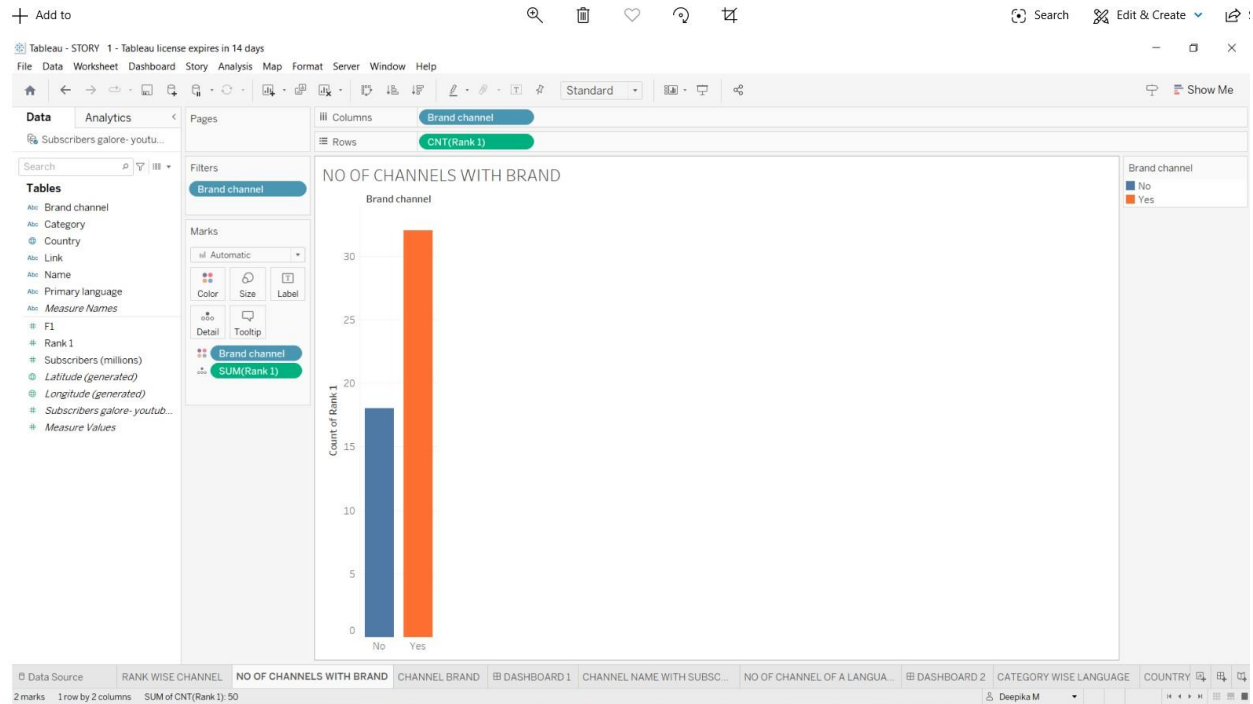 Add to
Search
Edit & Create
Tableau - STORY 1 - Tableau license expires in 14 days
File Data Worksheet Dashboard Story Analysis Map Format Server Window Help
Standard
Show Me
Data Analytics
Subscribers galore- youtu...
Search
Tables
Abc Brand channel
Abc Category
Country
Abc Link
Abc Name
Abc Primary language
Abc Measure Names
# F1
# Rank 1
# Subscribers (millions)
Latitude (generated)
Longitude (generated)
# Subscribers galore- youtub...
# Measure Values
Pages
Filters
Brand channel
Marks
Automatic
Color Size Label
Detail Tooltip
Brand channel
SUM(Rank 1)
iii Columns Brand channel
Rows CNT(Rank 1)
NO OF CHANNELS WITH BRAND
Brand channel
Count of Rank 1
30
25
20
15
10
5
0
No Yes
Brand channel
No
Yes
Data Source RANK WISE CHANNEL NO OF CHANNELS WITH BRAND CHANNEL BRAND DASHBOARD 1 CHANNEL NAME WITH SUBSC... NO OF CHANNEL OF A LANGUA... DASHBOARD 2 CATEGORY WISE LANGUAGE COUNTRY
2 marks 1 row by 2 columns SUM of CNT(Rank 1): 50 Deepika M